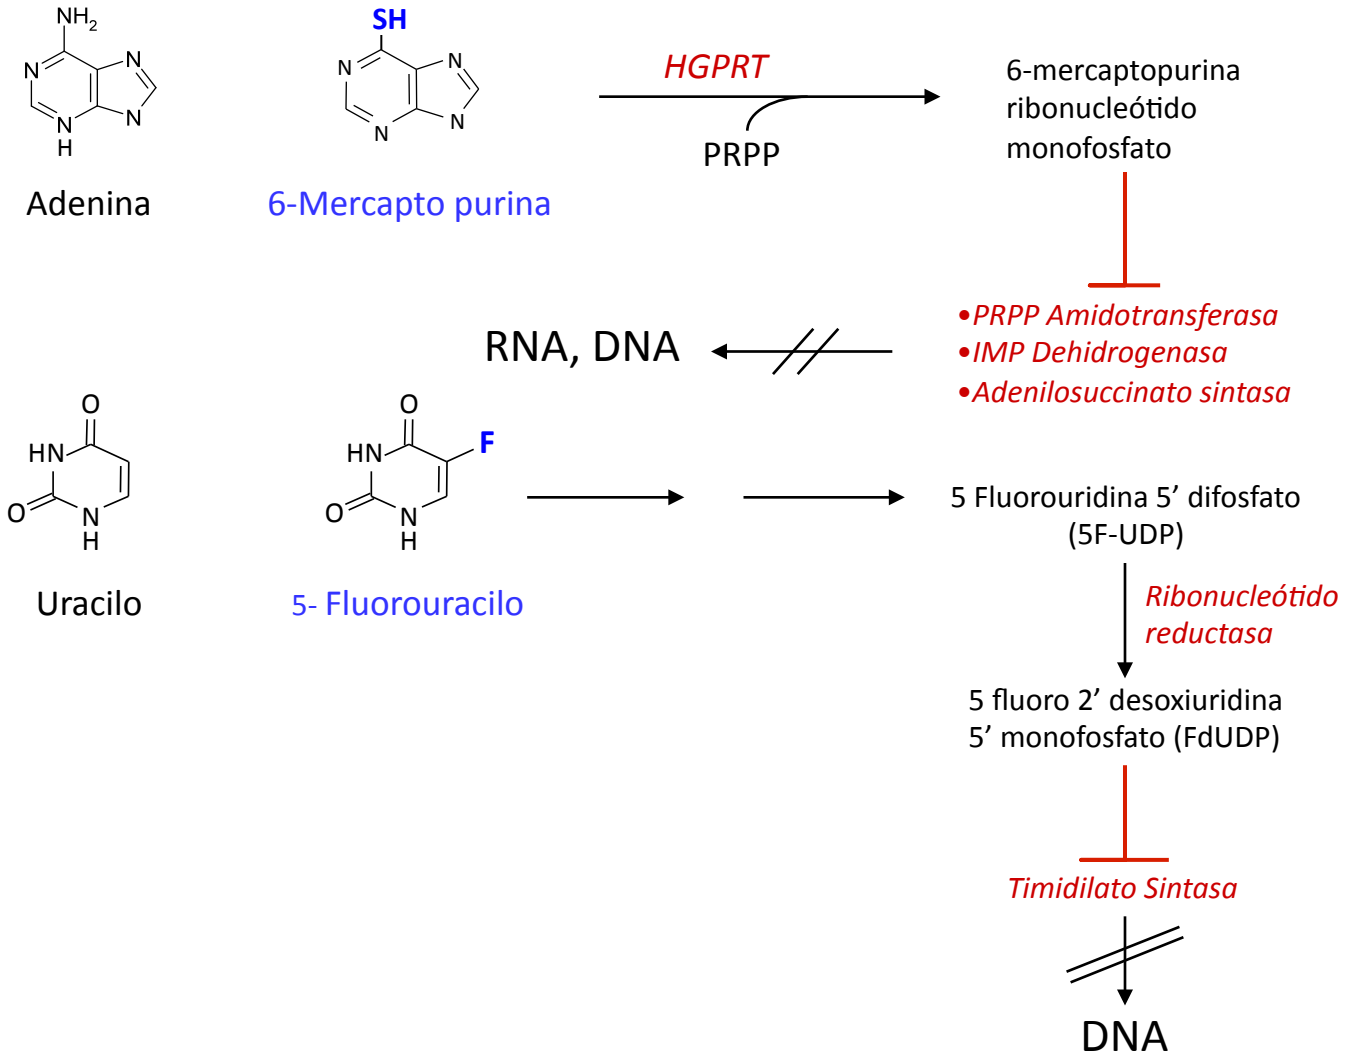 NH2
N
N
N
H
N
Adenina
SH
N
N
N
N
6-Mercapto purina
HGPRT
PRPP
6-mercaptopurina
ribonucleótido
monofosfato
•PRPP Amidotransferasa
•IMP Dehidrogenasa
•Adenilosuccinato sintasa
RNA, DNA
O
HN
O
N
H
Uracilo
O
F
HN
O
N
H
5- Fluorouracilo
5 Fluorouridina 5’ difosfato
(5F-UDP)
Ribonucleótido
reductasa
5 fluoro 2’ desoxiuridina
5’ monofosfato (FdUDP)
Timidilato Sintasa
DNA